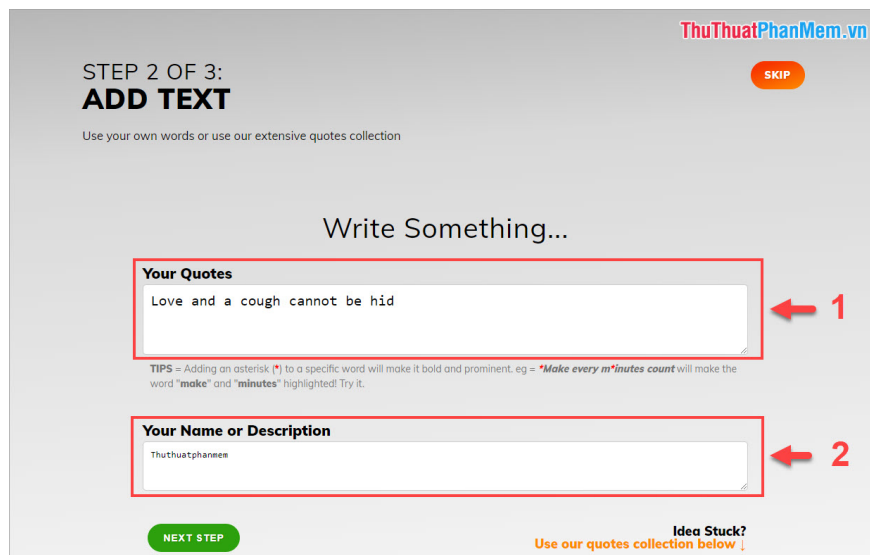 ThuThuatPhanMem.vn
STEP 2 OF 3:
SKIP
ADD TEXT
Use your own words or use our extensive quotes collection
Write Something...
Your Quotes
Love and a cough cannot be hid
1
TIPS = Adding an asterisk (*) to a specific word will make it bold and prominent. eg = *Make every m*inutes count will make the
word "make" and "minutes" highlighted! Try it.
Your Name or Description
Thuthuatphanmem
2
NEXT STEP
Idea Stuck?
Use our quotes collection below ↓